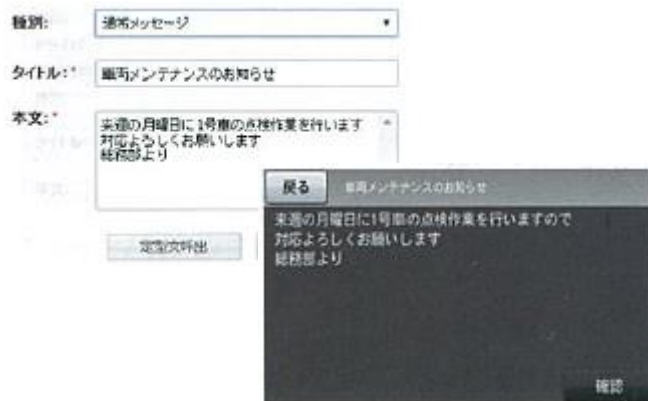 種別:
通常メッセージ
タイトル:*
車両メンテナンスのお知らせ
本文:*
来週の月曜日に1号車の点検作業を行います
対応よろしくお願いします
総務部より
定型文呼出
戻る
車両メンテナンスのお知らせ
来週の月曜日に1号車の点検作業を行いますので
対応よろしくお願いします
総務部より
確認